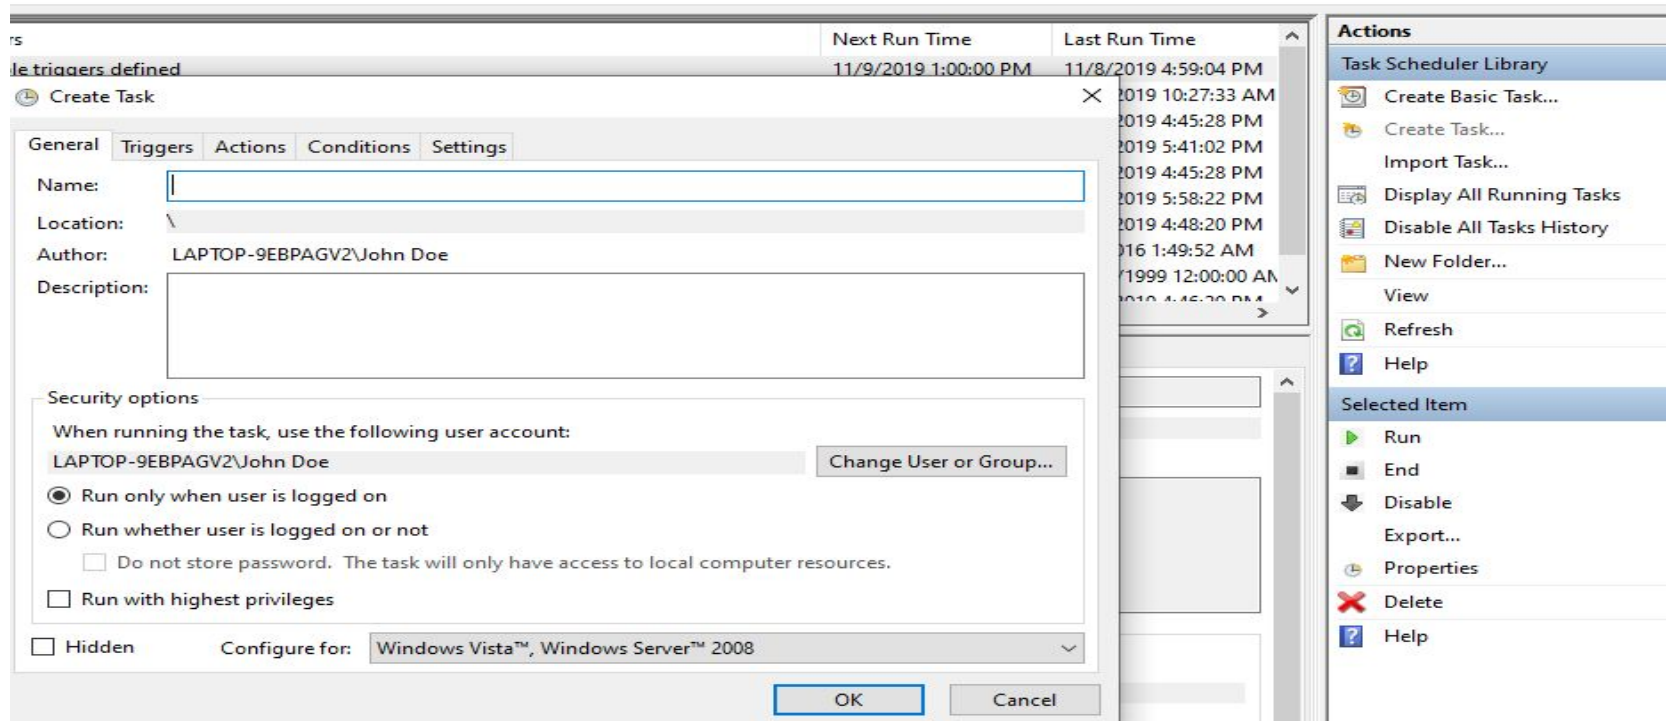 rs Next Run Time Last Run Time
le triggers defined 11/9/2019 1:00:00 PM 11/8/2019 4:59:04 PM
2019 10:27:33 AM
2019 4:45:28 PM
2019 5:41:02 PM
2019 4:45:28 PM
2019 5:58:22 PM
2019 4:48:20 PM
016 1:49:52 AM
/1999 12:00:00 AM
Create Task
General Triggers Actions Conditions Settings
Name:
Location: \
Author: LAPTOP-9EBPAGV2\John Doe
Description:
Security options
When running the task, use the following user account:
LAPTOP-9EBPAGV2\John Doe Change User or Group...
Run only when user is logged on
Run whether user is logged on or not
Do not store password. The task will only have access to local computer resources.
Run with highest privileges
Hidden Configure for: Windows Vista™, Windows Server™ 2008
OK Cancel
Actions
Task Scheduler Library
Create Basic Task...
Create Task...
Import Task...
Display All Running Tasks
Disable All Tasks History
New Folder...
View
Refresh
Help
Selected Item
Run
End
Disable
Export...
Properties
Delete
Help